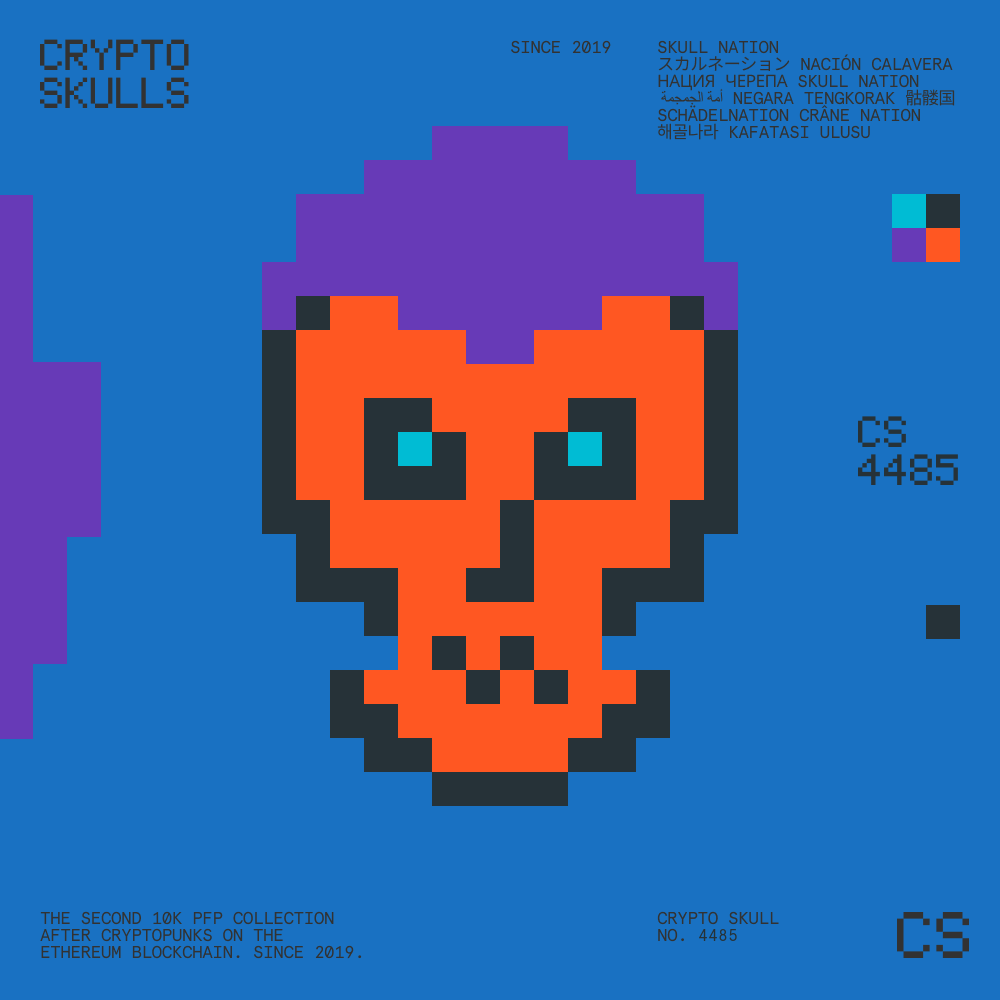 CRYPTO
SKULLS
SINCE 2019
SKULL NATION
スカルネーション NACIÓN CALAVERA
НАЦИЯ ЧЕРЕПА SKULL NATION
أمة الجمجمة NEGARA TENGKORAK 骷髅国
SCHÄDELNATION CRÂNE NATION
해골나라 KAFATASI ULUSU
CS
4485
THE SECOND 10K PFP COLLECTION
AFTER CRYPTOPUNKS ON THE
ETHEREUM BLOCKCHAIN. SINCE 2019.
CRYPTO SKULL
NO. 4485
CS